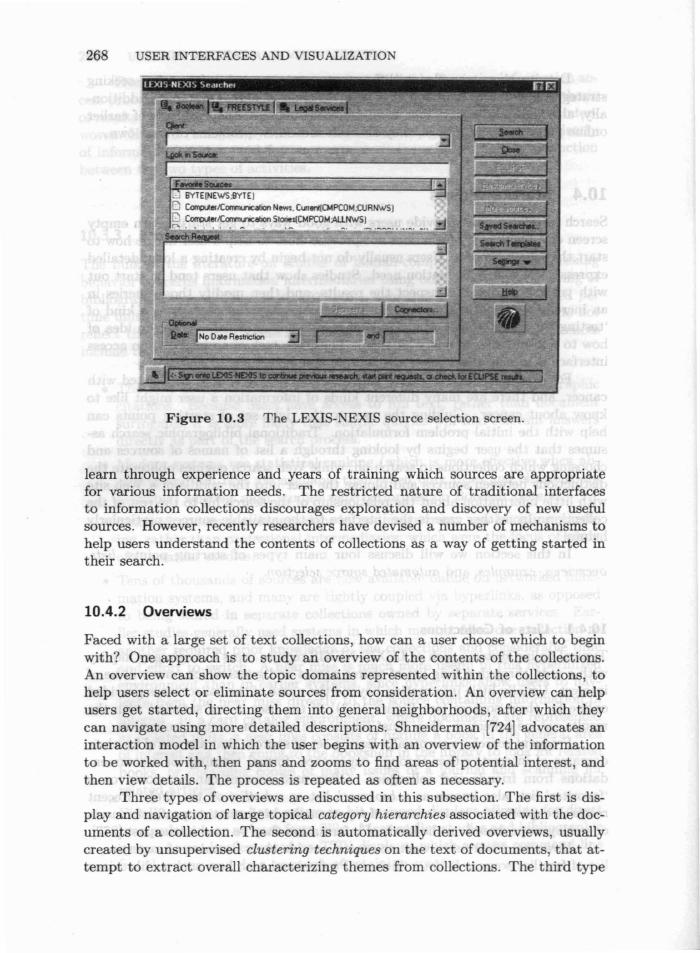 268 USER INTERFACES AND VISUALIZATION
LEXIS-NEXIS Searcher
Boolean FREESTYLE Legal Services
Client:
Search
Close
Look in Source:
Favorite Sources
BYTE(NEWS;BYTE)
Computer/Communication News, Current(CMPCOM;CURNWS)
Computer/Communication Stories(CMPCOM;ALLNWS)
Saved Searches...
Search Request:
Search Templates
Settings
Help
Connectors...
Optional
Date: No Date Restriction and
<- Sign onto LEXIS-NEXIS to continue previous research, start print requests, or check for ECLIPSE results.
Figure 10.3 The LEXIS-NEXIS source selection screen.
learn through experience and years of training which sources are appropriate
for various information needs. The restricted nature of traditional interfaces
to information collections discourages exploration and discovery of new useful
sources. However, recently researchers have devised a number of mechanisms to
help users understand the contents of collections as a way of getting started in
their search.
10.4.2 Overviews
Faced with a large set of text collections, how can a user choose which to begin
with? One approach is to study an overview of the contents of the collections.
An overview can show the topic domains represented within the collections, to
help users select or eliminate sources from consideration. An overview can help
users get started, directing them into general neighborhoods, after which they
can navigate using more detailed descriptions. Shneiderman [724] advocates an
interaction model in which the user begins with an overview of the information
to be worked with, then pans and zooms to find areas of potential interest, and
then view details. The process is repeated as often as necessary.
Three types of overviews are discussed in this subsection. The first is dis-
play and navigation of large topical category hierarchies associated with the doc-
uments of a collection. The second is automatically derived overviews, usually
created by unsupervised clustering techniques on the text of documents, that at-
tempt to extract overall characterizing themes from collections. The third type